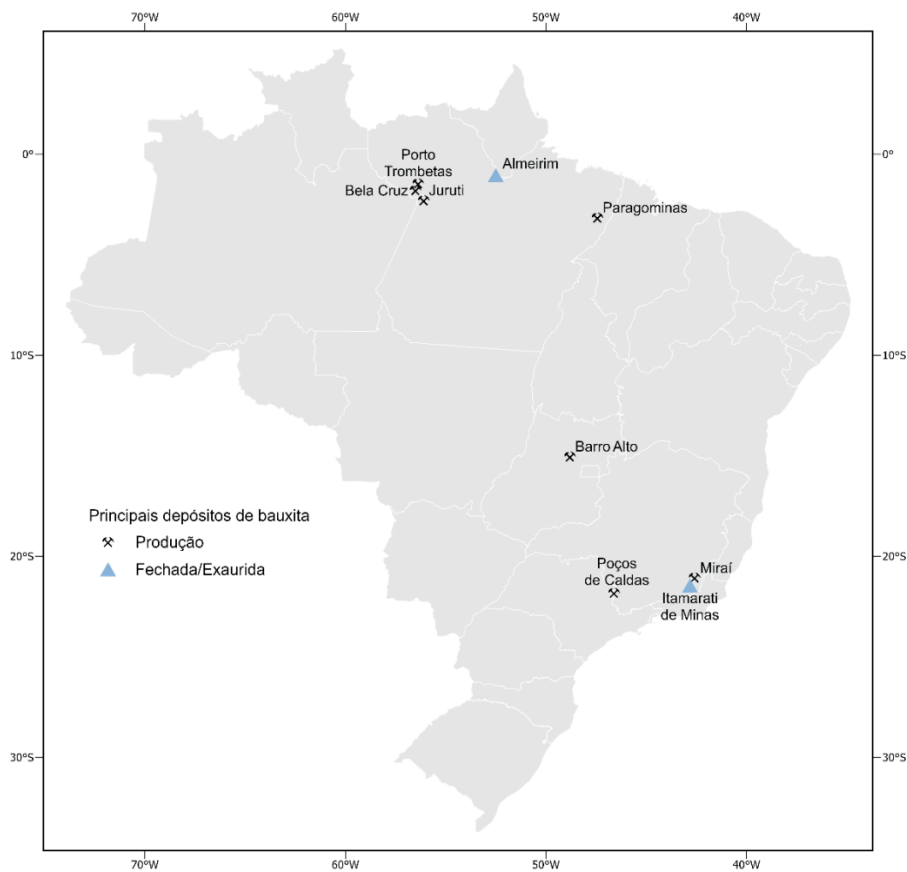 70°W 60°W 50°W 40°W
0° 0°
Porto
Trombetas
Almeirim
Bela Cruz Juruti
Paragominas
10°S 10°S
Barro Alto
Principais depósitos de bauxita
Produção
Fechada/Exaurida
20°S 20°S
Poços
de Caldas
Miraí
Itamarati
de Minas
30°S 30°S
70°W 60°W 50°W 40°W